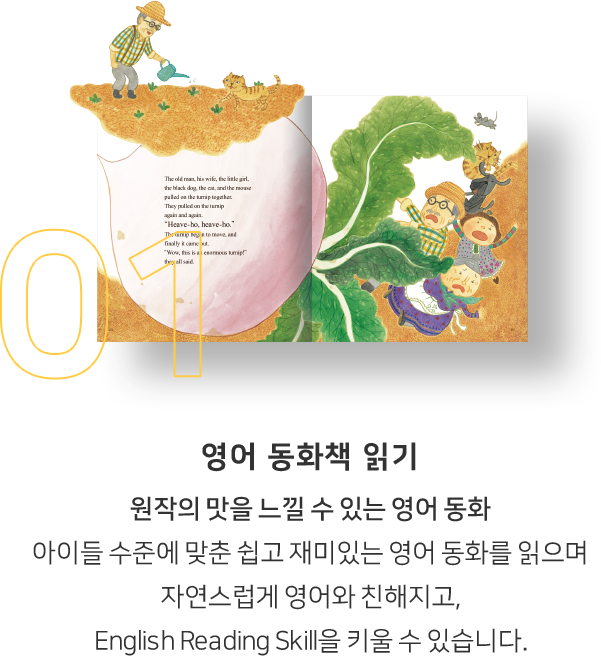 The old man, his wife, the little girl,
the black dog, the cat, and the mouse
pulled on the turnip together.
They pulled on the turnip
again and again.
“Heave-ho, heave-ho.”
The turnip began to move, and
finally it came out.
“Wow, this is an enormous turnip!”
they all said.
01
영어 동화책 읽기
원작의 맛을 느낄 수 있는 영어 동화
아이들 수준에 맞춘 쉽고 재미있는 영어 동화를 읽으며
자연스럽게 영어와 친해지고,
English Reading Skill을 키울 수 있습니다.